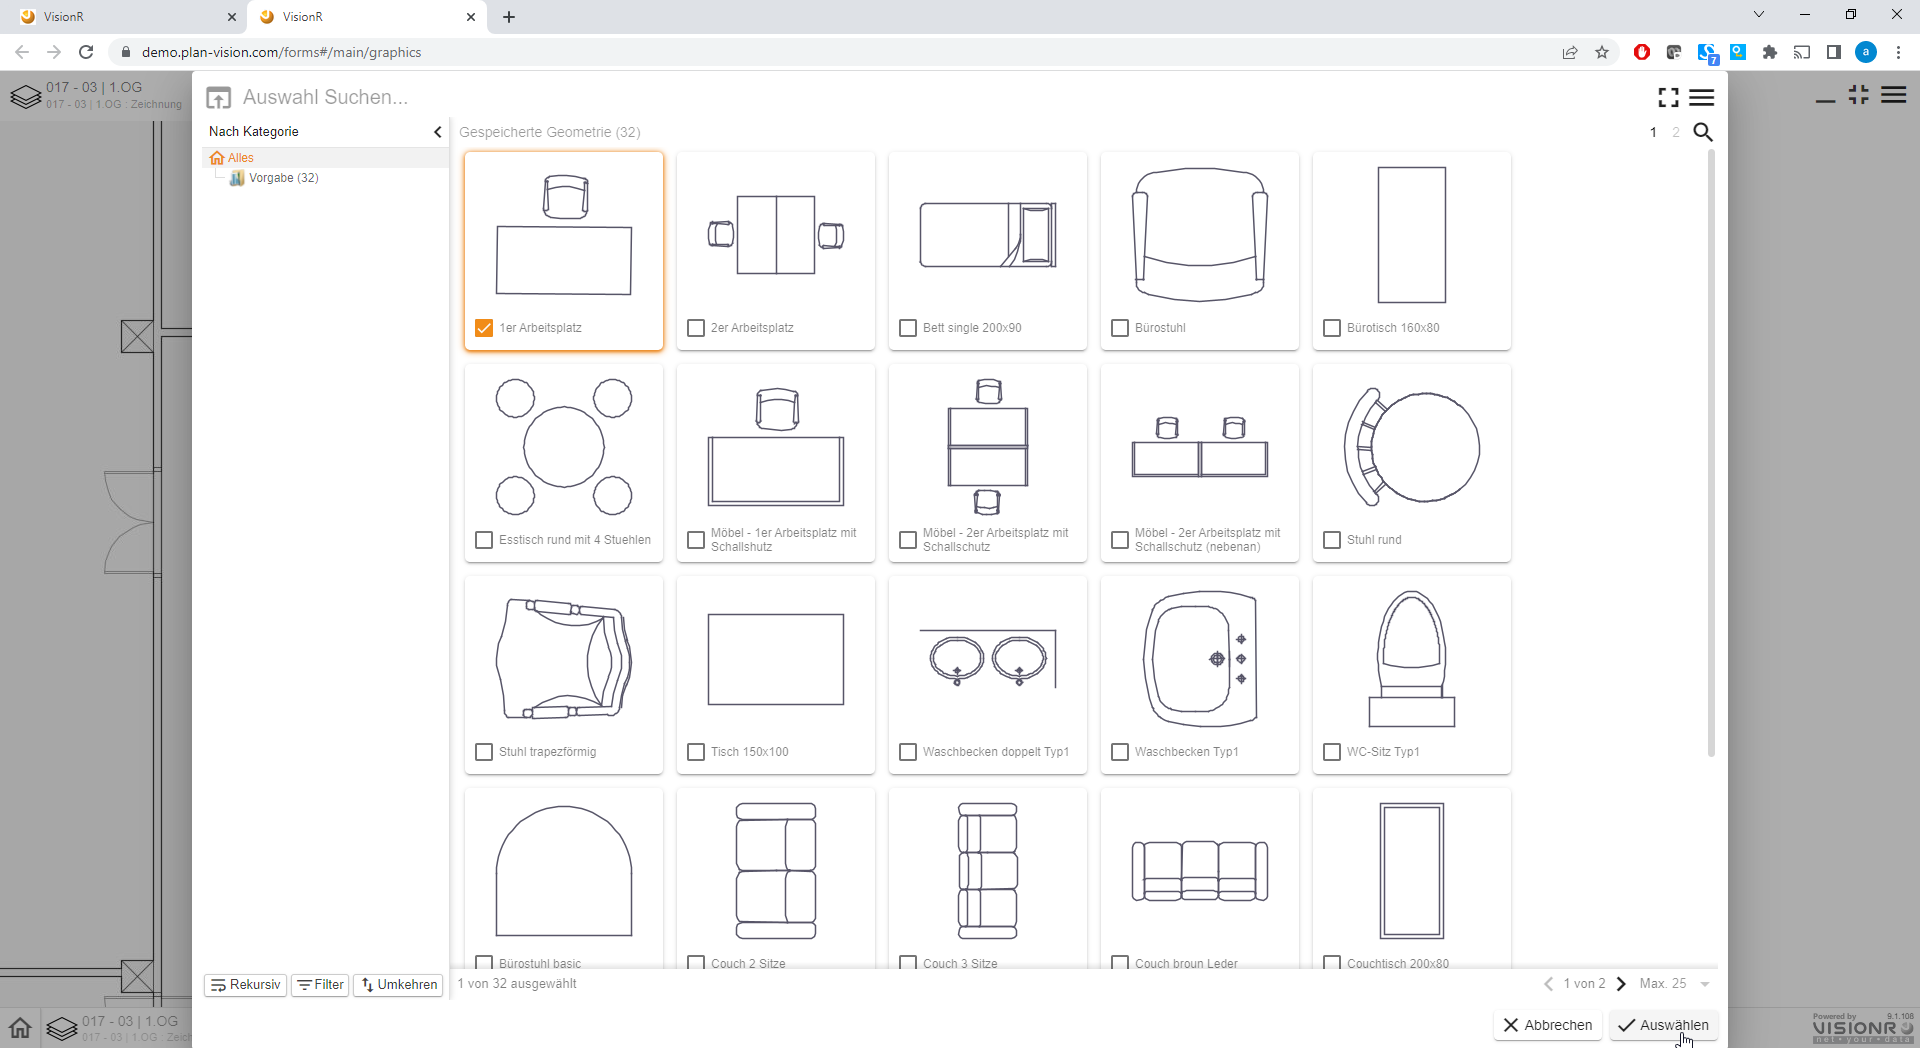 VisionR
VisionR
demo.plan-vision.com/forms#/main/graphics
7
a
017 - 03 | 1.OG
017 - 03 | 1.OG : Zeichnung
Auswahl Suchen...
Nach Kategorie
Gespeicherte Geometrie (32)
1 2
Alles
Vorgabe (32)
1er Arbeitsplatz
2er Arbeitsplatz
Bett single 200x90
Bürostuhl
Bürotisch 160x80
Esstisch rund mit 4 Stuehlen
Möbel - 1er Arbeitsplatz mit
Schallshutz
Möbel - 2er Arbeitsplatz mit
Schallschutz
Möbel - 2er Arbeitsplatz mit
Schallschutz (nebenan)
Stuhl rund
Stuhl trapezförmig
Tisch 150x100
Waschbecken doppelt Typ1
Waschbecken Typ1
WC-Sitz Typ1
Bürostuhl basic
Couch 2 Sitze
Couch 3 Sitze
Couch broun Leder
Couchtisch 200x80
Rekursiv
Filter
Umkehren
1 von 32 ausgewählt
1 von 2
Max. 25
Abbrechen
Auswählen
017 - 03 | 1.OG
017 - 03 | 1.OG : Zeich
Powered by 9.1.108
VISIONR
net • your • data